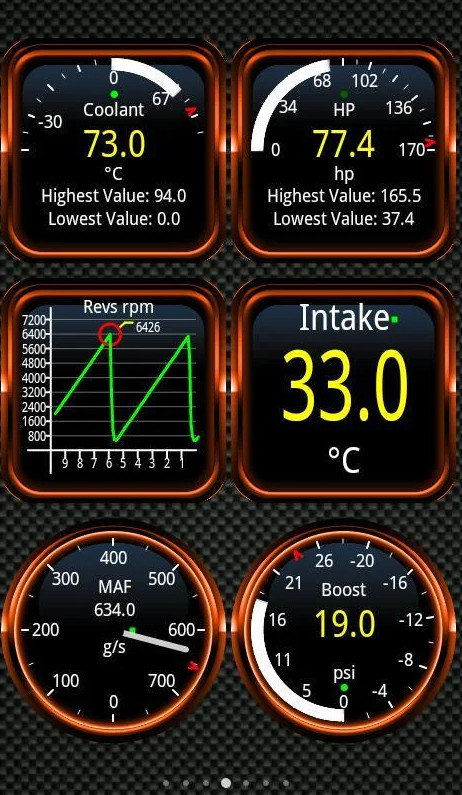 0
67
-30
Coolant
73.0
°C
Highest Value: 94.0
Lowest Value: 0.0
68 102
34 136
0 170
HP
77.4
hp
Highest Value: 165.5
Lowest Value: 37.4
Revs rpm
6426
7200
6400
5600
4800
4000
3200
2400
1600
800
9 8 7 6 5 4 3 2 1
Intake
33.0
°C
400
300 500
MAF
634.0
200 600
g/s
100 700
0
26 -20
21 -16
Boost
16 -12
19.0
11 -8
psi
5 -4
0